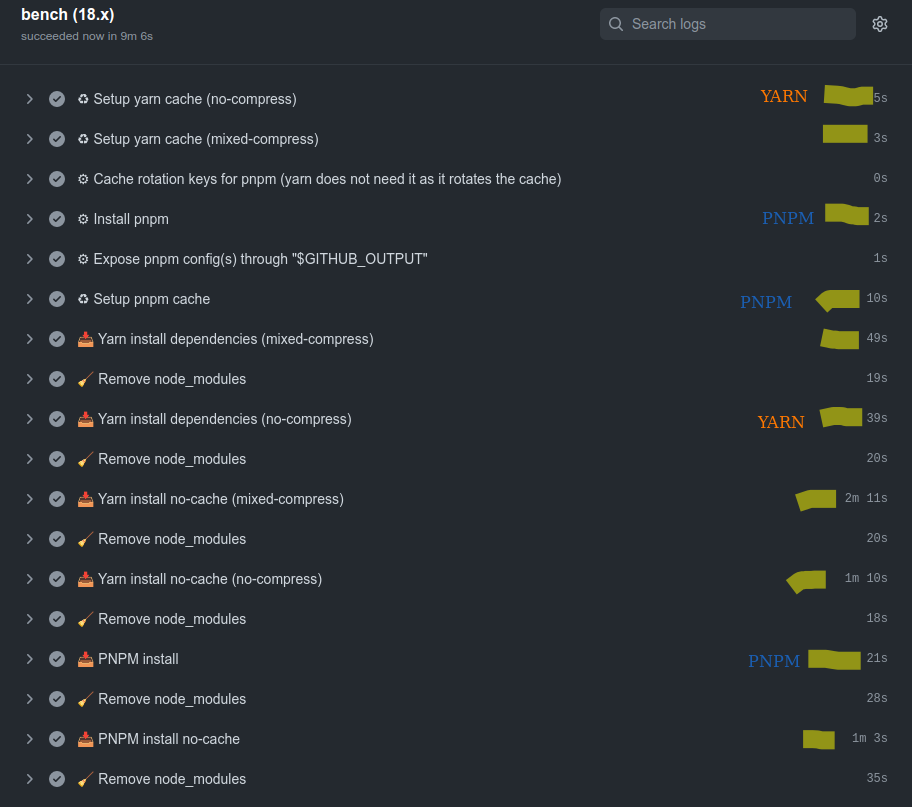 bench (18.x)
succeeded now in 9m 6s
Search logs
♻ Setup yarn cache (no-compress) YARN 5s
♻ Setup yarn cache (mixed-compress) 3s
⚙ Cache rotation keys for pnpm (yarn does not need it as it rotates the cache) 0s
⚙ Install pnpm PNPM 2s
⚙ Expose pnpm config(s) through "$GITHUB_OUTPUT" 1s
♻ Setup pnpm cache PNPM 10s
📥 Yarn install dependencies (mixed-compress) 49s
🧹 Remove node_modules 19s
📥 Yarn install dependencies (no-compress) YARN 39s
🧹 Remove node_modules 20s
📥 Yarn install no-cache (mixed-compress) 2m 11s
🧹 Remove node_modules 20s
📥 Yarn install no-cache (no-compress) 1m 10s
🧹 Remove node_modules 18s
📥 PNPM install PNPM 21s
🧹 Remove node_modules 28s
📥 PNPM install no-cache 1m 3s
🧹 Remove node_modules 35s